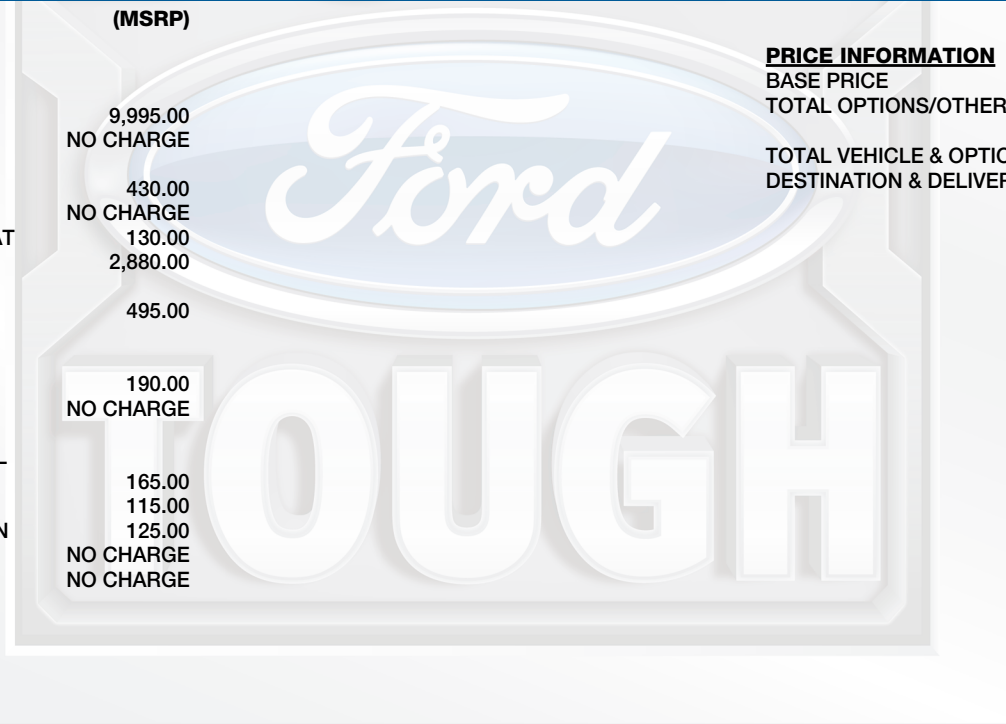 (MSRP)
9,995.00
NO CHARGE
430.00
NO CHARGE
AT 130.00
2,880.00
495.00
190.00
NO CHARGE
165.00
115.00
N 125.00
NO CHARGE
NO CHARGE
PRICE INFORMATION
BASE PRICE
TOTAL OPTIONS/OTHER
TOTAL VEHICLE & OPTIO
DESTINATION & DELIVER
Ford
TOUGH